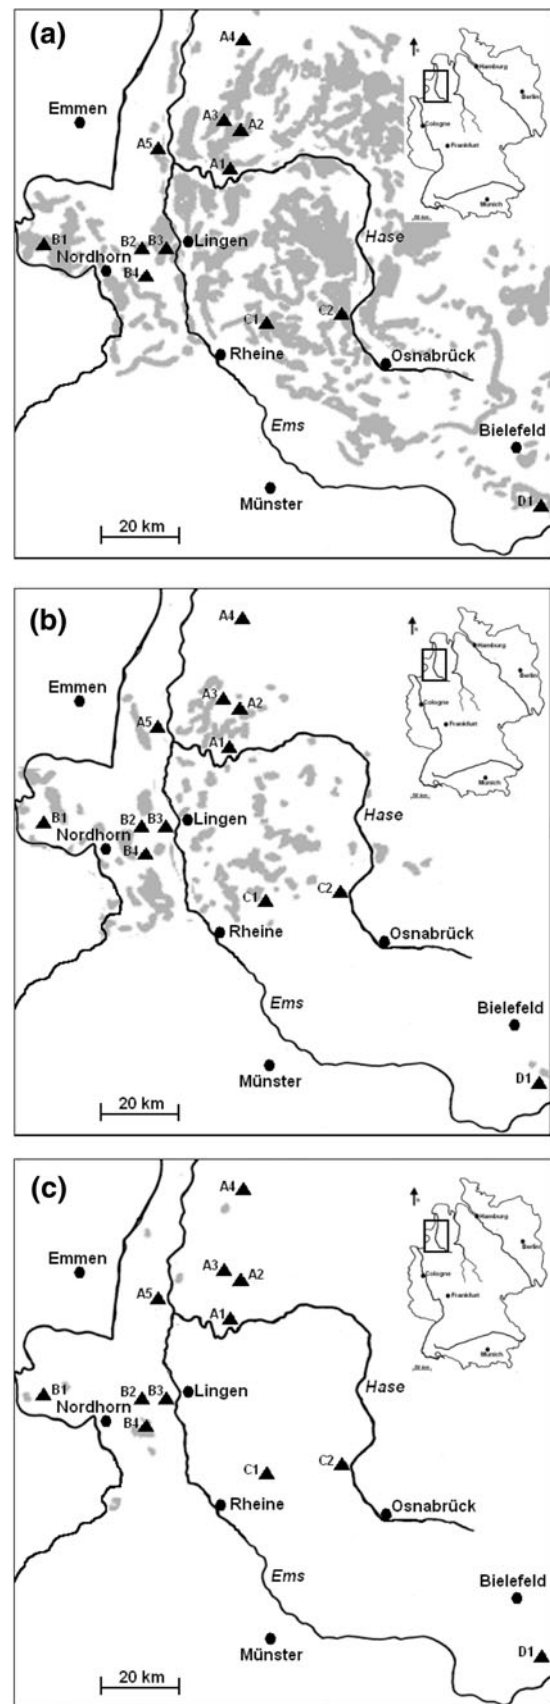 (a)
A4
Hamburg
Emmen
Berlin
A3
A2
Cologne
A5
Frankfurt
A1
Munich
B1
B2
B3
Lingen
Hase
Nordhorn
B4
C1
C2
Rheine
Osnabrück
Ems
Bielefeld
Münster
D1
20 km
(b)
A4
Hamburg
Emmen
Berlin
A3
A2
Cologne
A5
Frankfurt
A1
Munich
B1
B2
B3
Lingen
Hase
Nordhorn
B4
C1
C2
Rheine
Osnabrück
Ems
Bielefeld
Münster
D1
20 km
(c)
A4
Hamburg
Emmen
Berlin
A3
A2
Cologne
A5
Frankfurt
A1
Munich
B1
B2
B3
Lingen
Hase
Nordhorn
B4
C1
C2
Rheine
Osnabrück
Ems
Bielefeld
Münster
D1
20 km